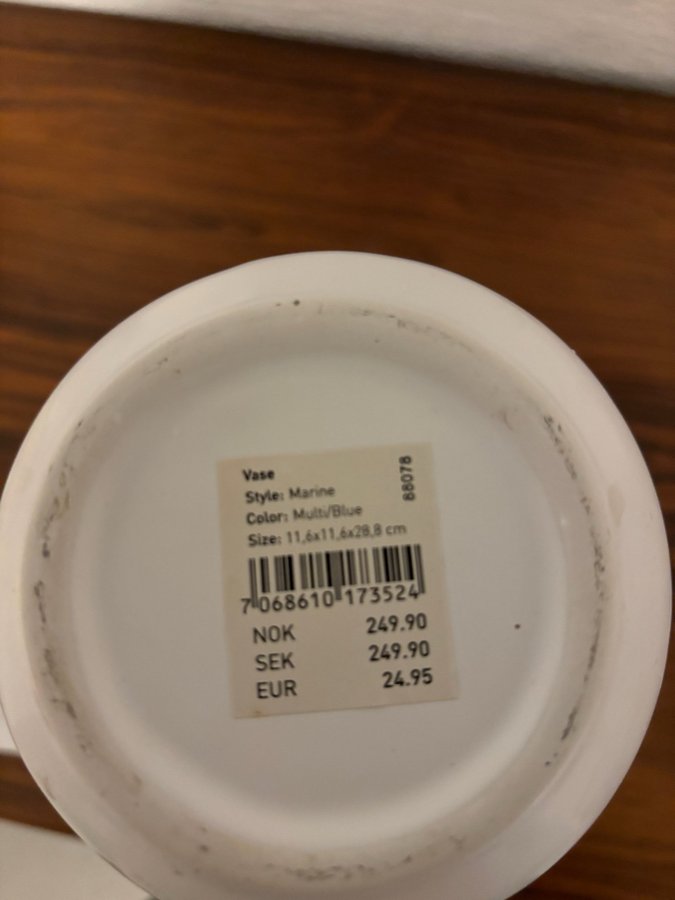 Vase
Style: Marine
Color: Multi/Blue
Size: 11,6x11,6x28,8 cm
88078
7 068610 173524
NOK 249.90
SEK 249.90
EUR 24.95